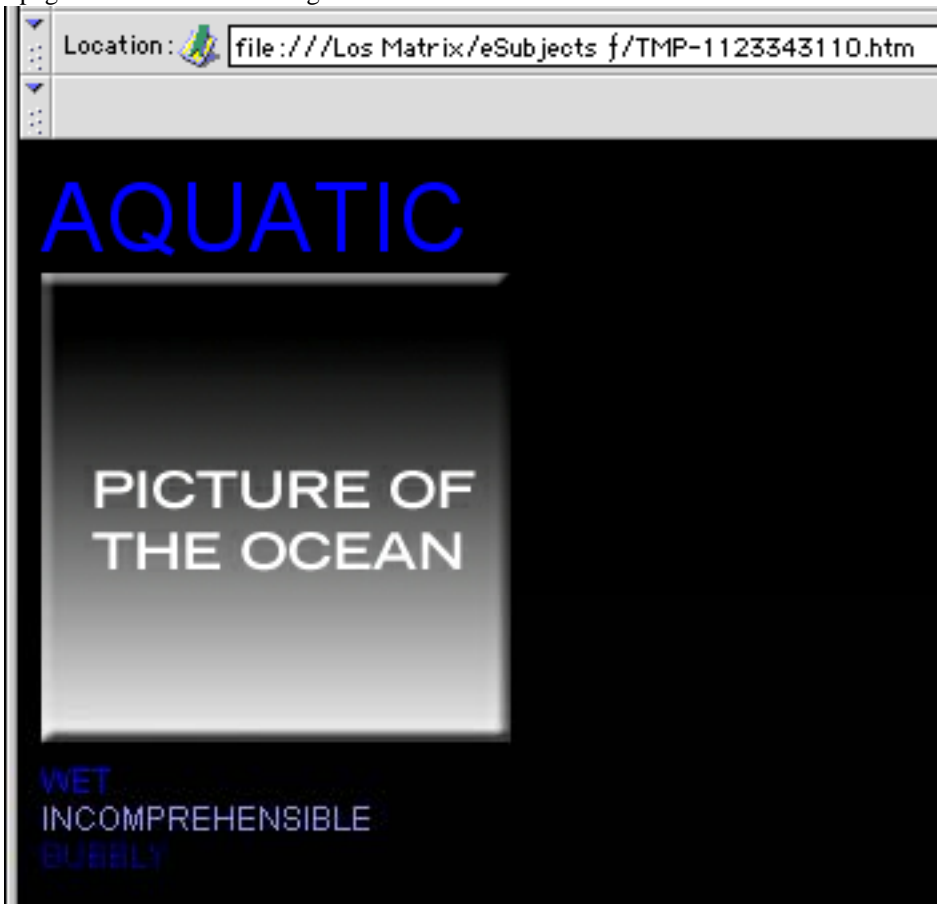 Location: file:///Los Matrix/eSubjects ƒ/TMP-1123343110.htm
AQUATIC
PICTURE OF
THE OCEAN
WET
INCOMPREHENSIBLE
BUBBLY